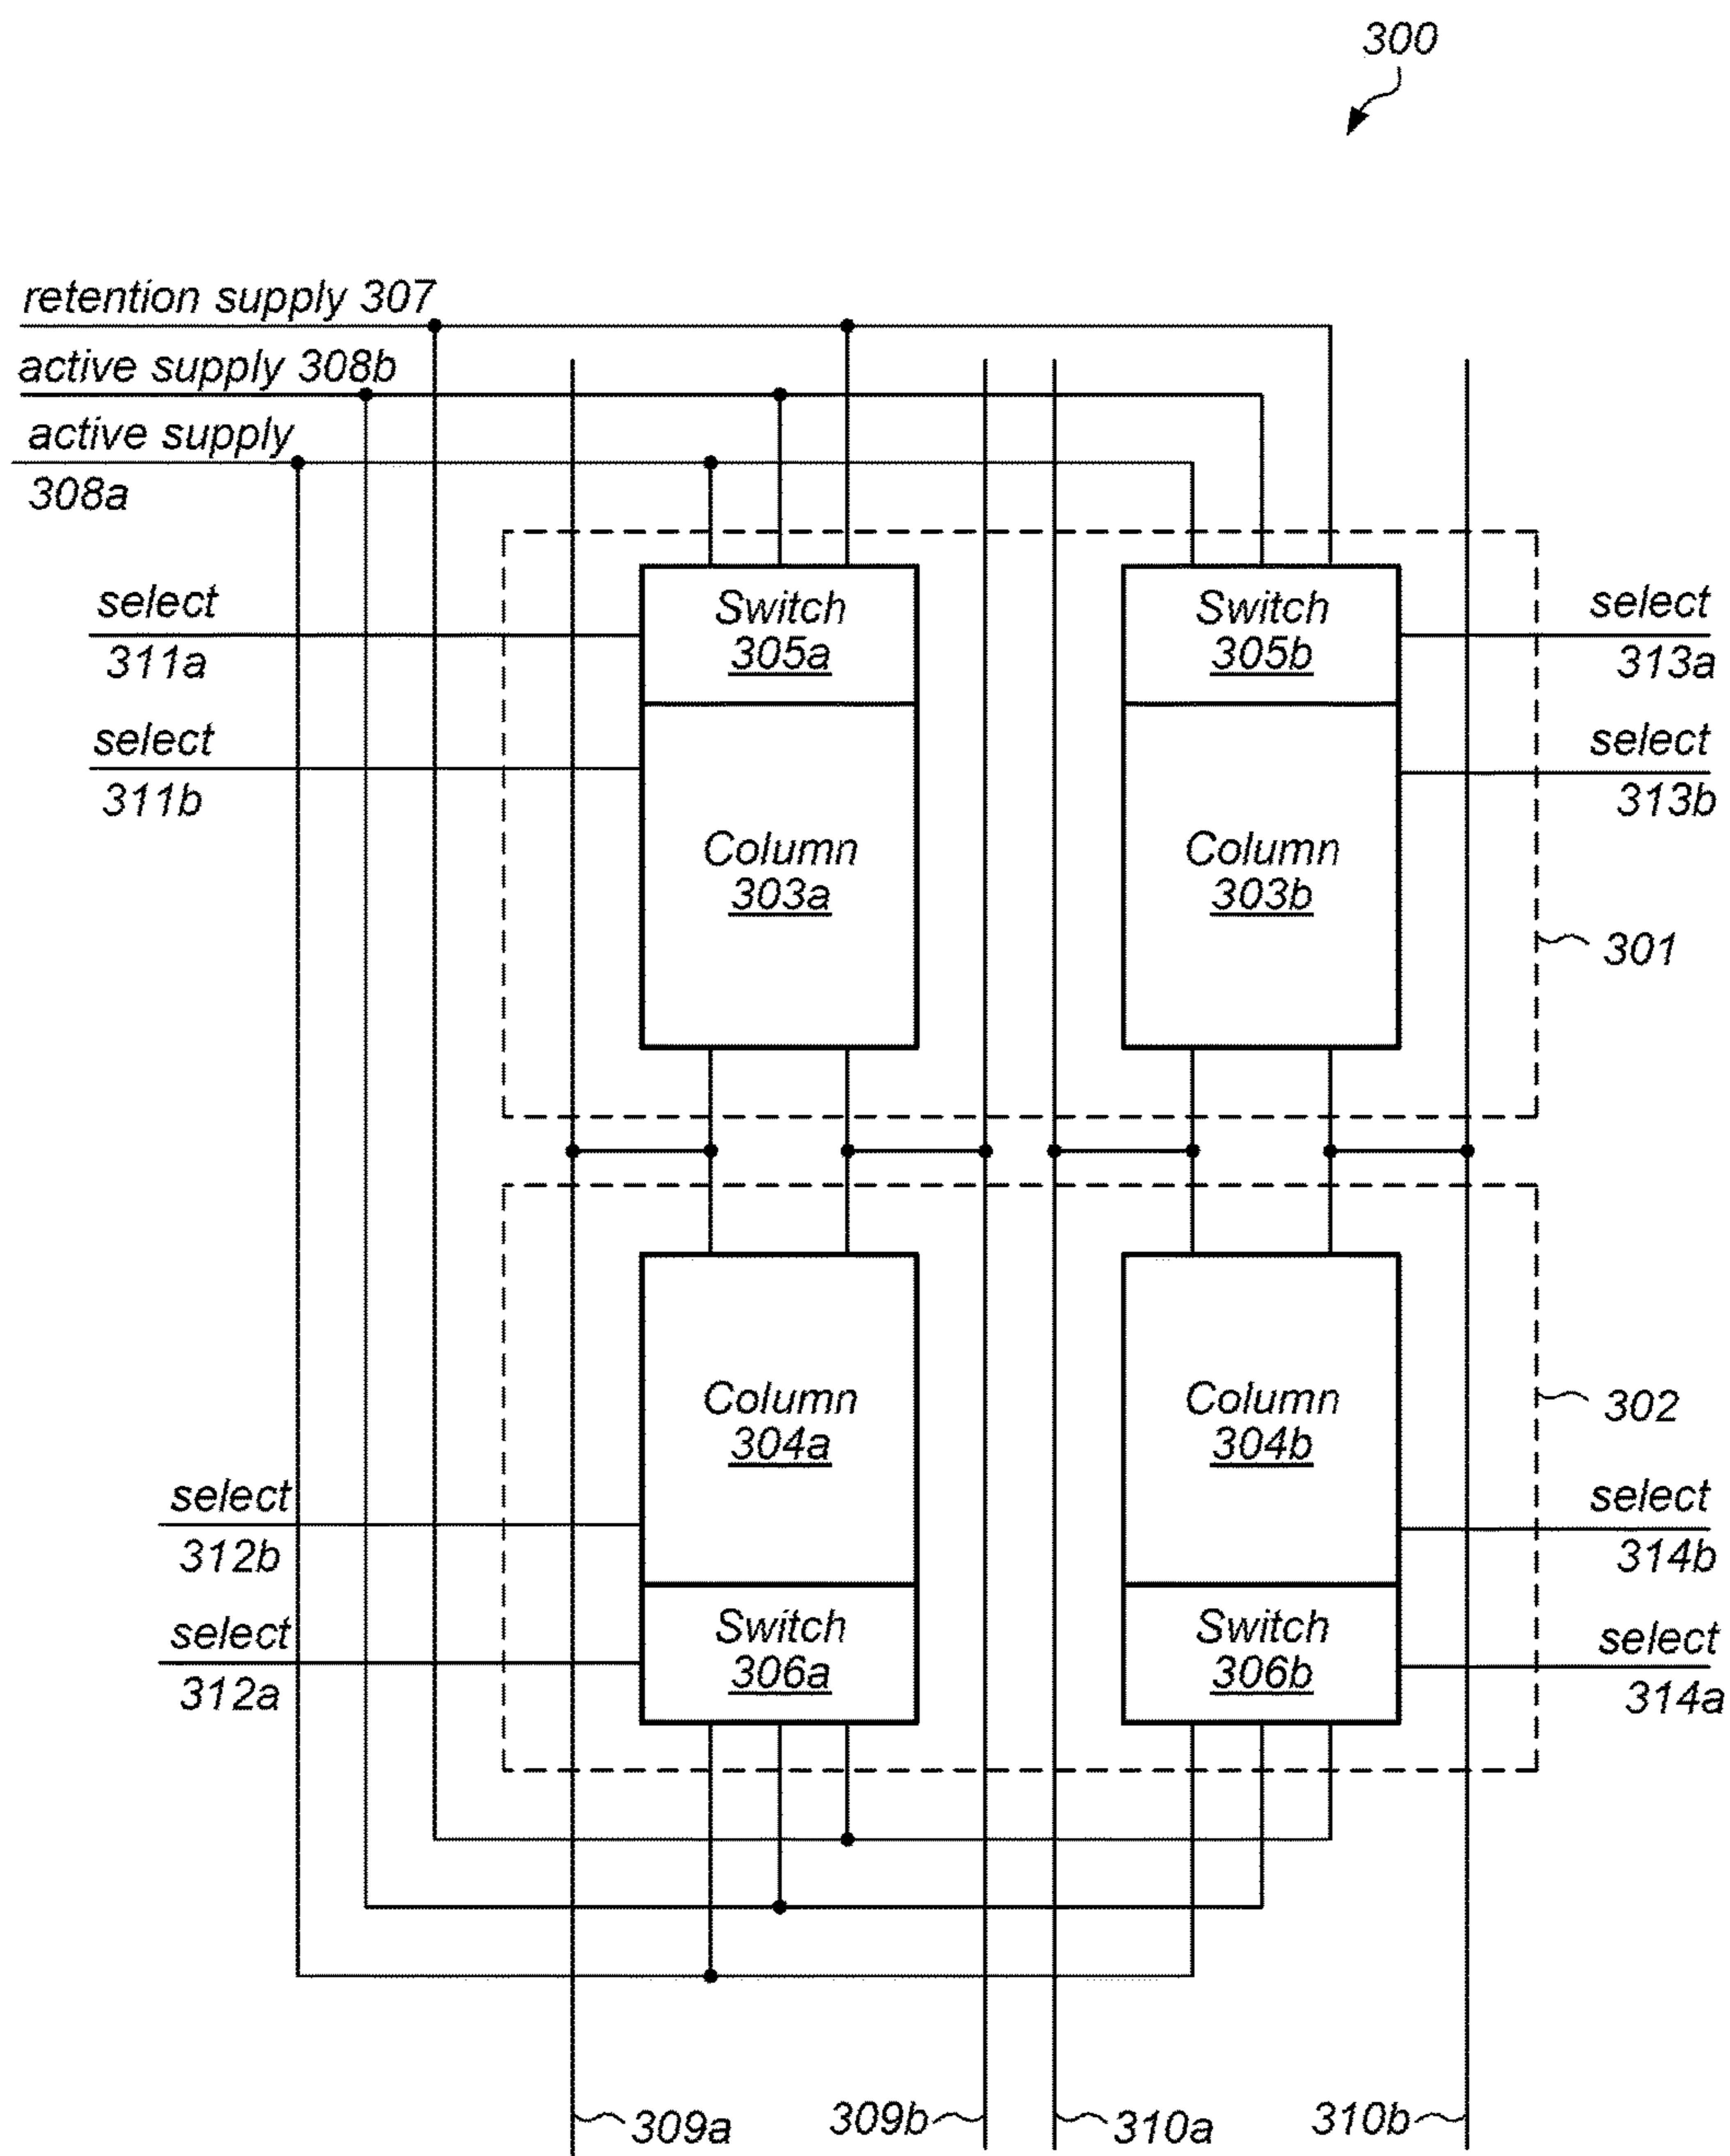 300
retention supply 307
active supply 308b
active supply
308a
select
311a
Switch
305a
Switch
305b
select
313a
select
311b
select
313b
Column
303a
Column
303b
301
Column
304a
Column
304b
302
select
312b
select
314b
select
312a
Switch
306a
Switch
306b
select
314a
309a
309b
310a
310b